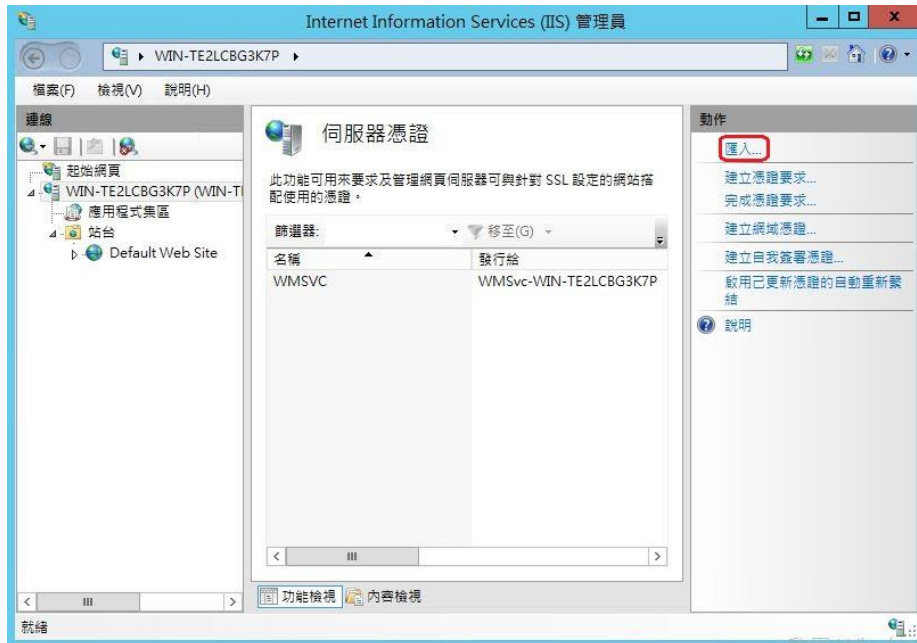 Internet Information Services (IIS) 管理員
WIN-TE2LCBG3K7P
檔案(F) 檢視(V) 說明(H)
連線
起始網頁
WIN-TE2LCBG3K7P (WIN-TI
應用程式集區
站台
Default Web Site
伺服器憑證
此功能可用來要求及管理網頁伺服器可與針對 SSL 設定的網站搭
配使用的憑證。
篩選器: 移至(G)
名稱 發行給
WMSVC WMSvc-WIN-TE2LCBG3K7P
功能檢視 內容檢視
動作
匯入...
建立憑證要求...
完成憑證要求...
建立網域憑證...
建立自我簽署憑證...
啟用已更新憑證的自動重新繫
結
說明
就緒